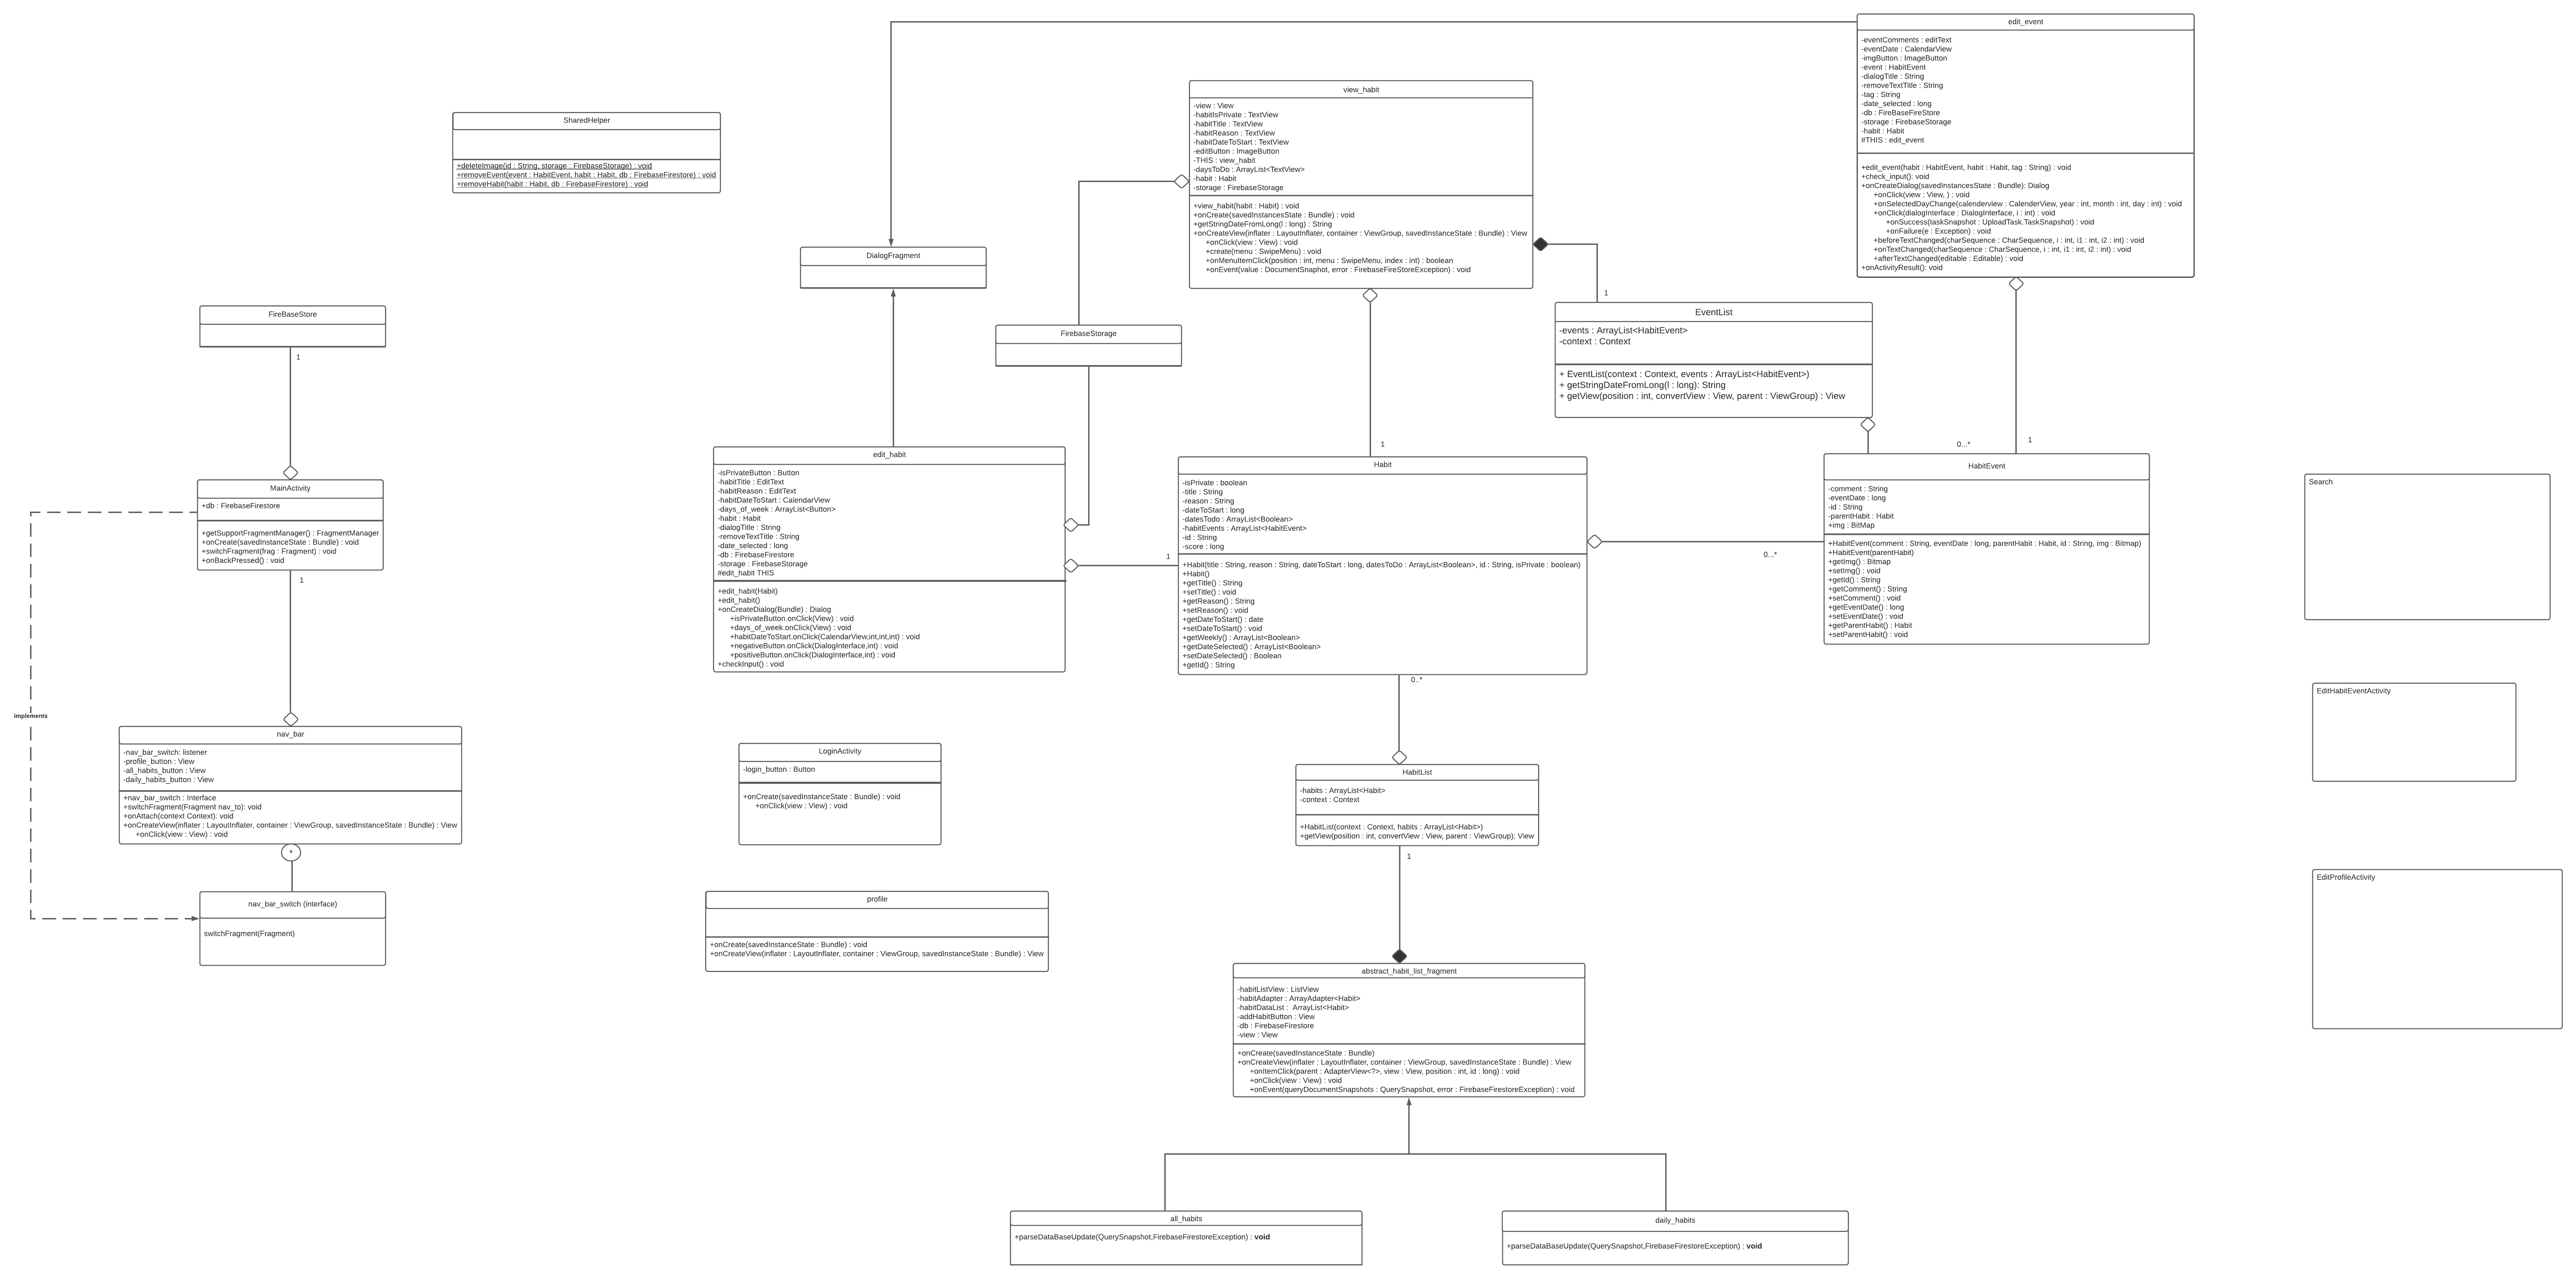 edit_event
-eventComments : editText
-eventDate : CalendarView
-imgButton : ImageButton
-event : HabitEvent
-dialogTitle : String
-removeTextTitle : String
-tag : String
-date_selected : long
-db : FireBaseFireStore
-storage : FirebaseStorage
-habit : Habit
#THIS : edit_event
+edit_event(habit : HabitEvent, habit : Habit, tag : String) : void
+check_input(): void
+onCreateDialog(savedInstancesState : Bundle): Dialog
+onClick(view : View, ) : void
+onSelectedDayChange(calenderview : CalenderView, year : int, month : int, day : int) : void
+onClick(dialogInterface : DialogInterface, i : int) : void
+onSuccess(taskSnapshot : UploadTask.TaskSnapshot) : void
+onFailure(e : Exception) : void
+beforeTextChanged(charSequence : CharSequence, i : int, i1 : int, i2 : int) : void
+onTextChanged(charSequence : CharSequence, i : int, i1 : int, i2 : int) : void
+afterTextChanged(editable : Editable) : void
+onActivityResult(): void
view_habit
-view : View
-habitIsPrivate : TextView
-habitTitle : TextView
-habitReason : TextView
-habitDateToStart : TextView
-editButton : ImageButton
-THIS : view_habit
-daysToDo : ArrayList<TextView>
-habit : Habit
-storage : FirebaseStorage
+view_habit(habit : Habit) : void
+onCreate(savedInstancesState : Bundle) : void
+getStringDateFromLong(l : long) : String
+onCreateView(inflater : LayoutInflater, container : ViewGroup, savedInstanceState : Bundle) : View
+onClick(view : View) : void
+create(menu : SwipeMenu) : void
+onMenuItemClick(position : int, menu : SwipeMenu, index : int) : boolean
+onEvent(value : DocumentSnaphot, error : FirebaseFireStoreException) : void
SharedHelper
+deleteImage(id : String, storage : FirebaseStorage) : void
+removeEvent(event : HabitEvent, habit : Habit, db : FirebaseFirestore) : void
+removeHabit(habit : Habit, db : FirebaseFirestore) : void
DialogFragment
1
FireBaseStore
1
FirebaseStorage
EventList
-events : ArrayList<HabitEvent>
-context : Context
+ EventList(context : Context, events : ArrayList<HabitEvent>)
+ getStringDateFromLong(l : long): String
+ getView(position : int, convertView : View, parent : ViewGroup) : View
1
0...*
1
edit_habit
-isPrivateButton : Button
-habitTitle : EditText
-habitReason : EditText
-habitDateToStart : CalendarView
-days_of_week : ArrayList<Button>
-habit : Habit
-dialogTitle : String
-removeTextTitle : String
-date_selected : long
-db : FirebaseFirestore
-storage : FirebaseStorage
#edit_habit THIS
+edit_habit(Habit)
+edit_habit()
+onCreateDialog(Bundle) : Dialog
+isPrivateButton.onClick(View) : void
+days_of_week.onClick(View) : void
+habitDateToStart.onClick(CalendarView,int,int,int) : void
+negativeButton.onClick(DialogInterface,int) : void
+positiveButton.onClick(DialogInterface,int) : void
+checkInput() : void
1
Habit
-isPrivate : boolean
-title : String
-reason : String
-dateToStart : long
-datesTodo : ArrayList<Boolean>
-habitEvents : ArrayList<HabitEvent>
-id : String
-score : long
+Habit(title : String, reason : String, dateToStart : long, datesToDo : ArrayList<Boolean>, id : String, isPrivate : boolean)
+Habit()
+getTitle() : String
+setTitle() : void
+getReason() : String
+setReason() : void
+getDateToStart() : date
+setDateToStart() : void
+getWeekly() : ArrayList<Boolean>
+getDateSelected() : ArrayList<Boolean>
+setDateSelected() : Boolean
+getId() : String
0...*
HabitEvent
-comment : String
-eventDate : long
-id : String
-parentHabit : Habit
+img : BitMap
+HabitEvent(comment : String, eventDate : long, parentHabit : Habit, id : String, img : Bitmap)
+HabitEvent(parentHabit)
+getImg() : Bitmap
+setImg() : void
+getId() : String
+getComment() : String
+setComment() : void
+getEventDate() : long
+setEventDate() : void
+getParentHabit() : Habit
+setParentHabit() : void
Search
MainActivity
+db : FirebaseFirestore
+getSupportFragmentManager() : FragmentManager
+onCreate(savedInstanceState : Bundle) : void
+switchFragment(frag : Fragment) : void
+onBackPressed() : void
1
0..*
EditHabitEventActivity
implements
nav_bar
-nav_bar_switch: listener
-profile_button : View
-all_habits_button : View
-daily_habits_button : View
+nav_bar_switch : Interface
+switchFragment(Fragment nav_to): void
+onAttach(context Context): void
+onCreateView(inflater : LayoutInflater, container : ViewGroup, savedInstanceState : Bundle) : View
+onClick(view : View) : void
+
LoginActivity
-login_button : Button
+onCreate(savedInstanceState : Bundle) : void
+onClick(view : View) : void
HabitList
-habits : ArrayList<Habit>
-context : Context
+HabitList(context : Context, habits : ArrayList<Habit>)
+getView(position : int, convertView : View, parent : ViewGroup): View
1
EditProfileActivity
nav_bar_switch (interface)
switchFragment(Fragment)
profile
+onCreate(savedInstanceState : Bundle) : void
+onCreateView(inflater : LayoutInflater, container : ViewGroup, savedInstanceState : Bundle) : View
abstract_habit_list_fragment
-habitListView : ListView
-habitAdapter : ArrayAdapter<Habit>
-habitDataList : ArrayList<Habit>
-addHabitButton : View
-db : FirebaseFirestore
-view : View
+onCreate(savedInstanceState : Bundle)
+onCreateView(inflater : LayoutInflater, container : ViewGroup, savedInstanceState : Bundle) : View
+onItemClick(parent : AdapterView<?>, view : View, position : int, id : long) : void
+onClick(view : View) : void
+onEvent(queryDocumentSnapshots : QuerySnapshot, error : FirebaseFirestoreException) : void
all_habits
+parseDataBaseUpdate(QuerySnapshot,FirebaseFirestoreException) : void
daily_habits
+parseDataBaseUpdate(QuerySnapshot,FirebaseFirestoreException) : void